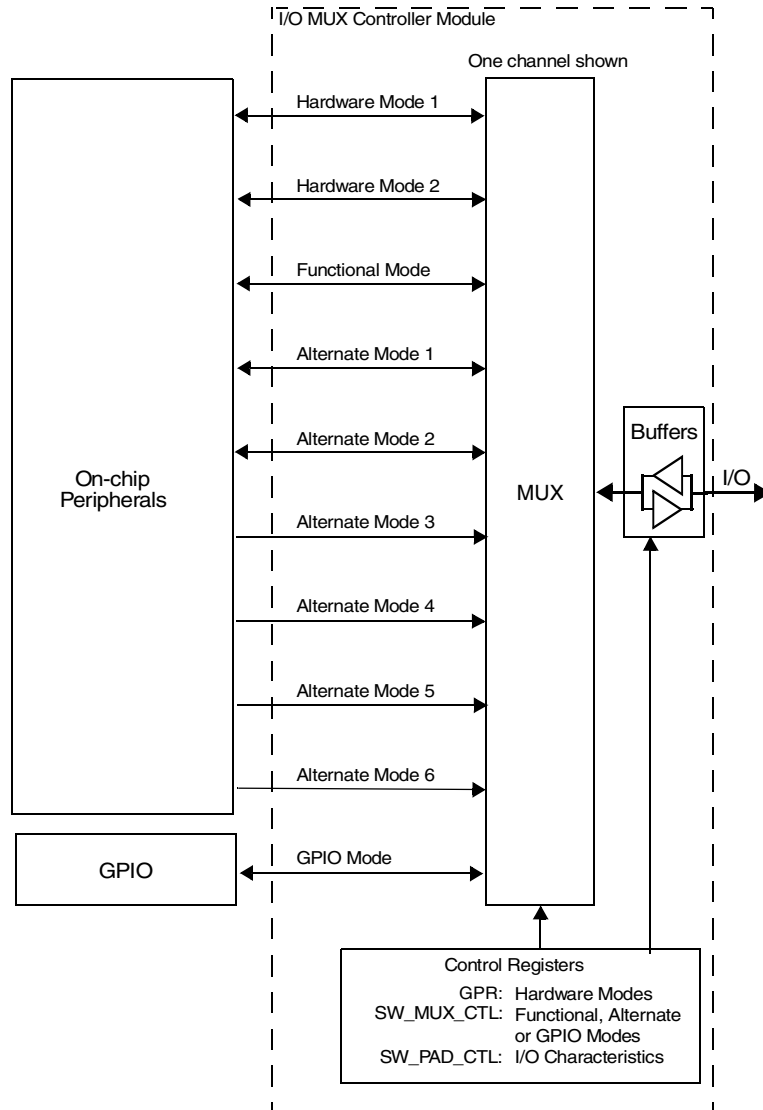 I/O MUX Controller Module
One channel shown
Hardware Mode 1
Hardware Mode 2
Functional Mode
Alternate Mode 1
Alternate Mode 2
Alternate Mode 3
Alternate Mode 4
Alternate Mode 5
Alternate Mode 6
GPIO Mode
On-chip
Peripherals
GPIO
MUX
Buffers
I/O
Control Registers
GPR: Hardware Modes
SW_MUX_CTL: Functional, Alternate
or GPIO Modes
SW_PAD_CTL: I/O Characteristics